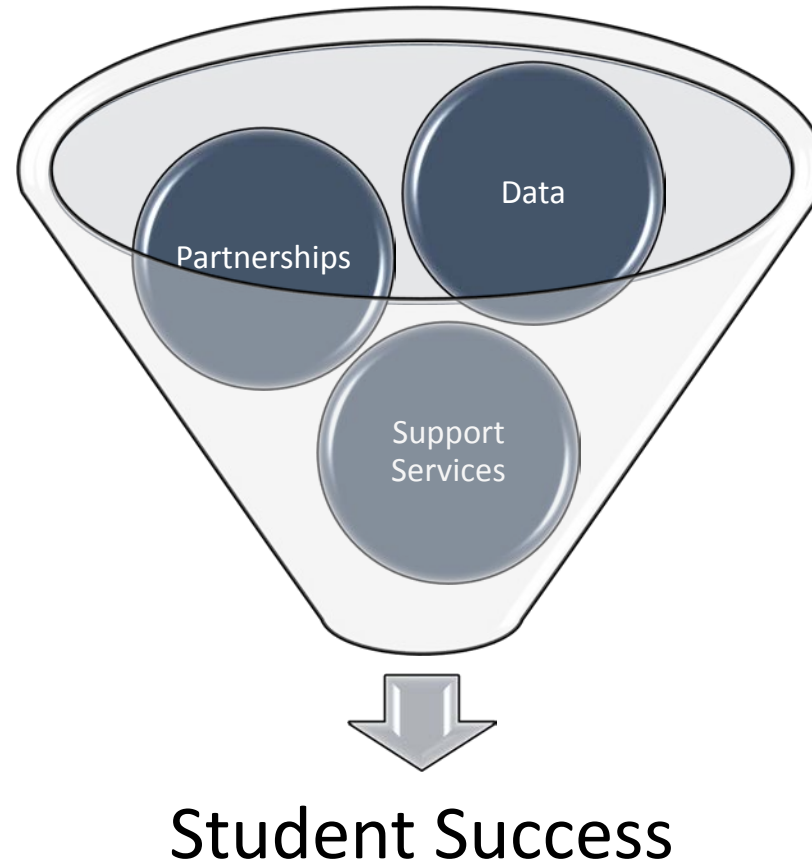 Data
Partnerships
Support
Services
Student Success